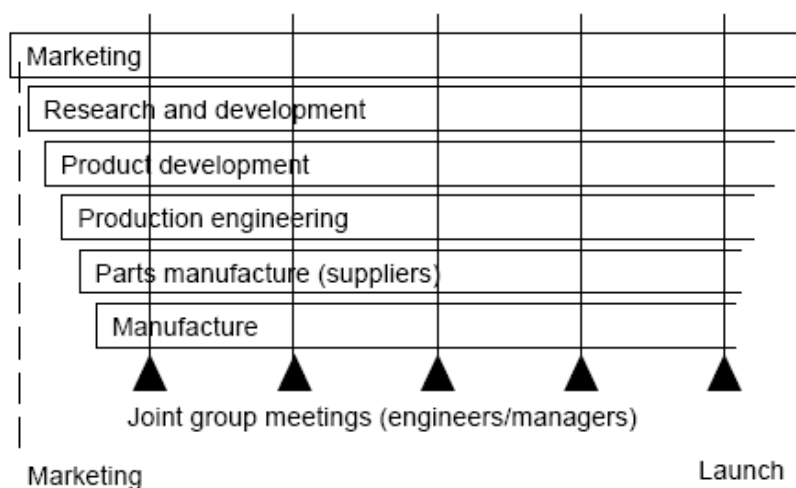 Marketing
Research and development
Product development
Production engineering
Parts manufacture (suppliers)
Manufacture
Joint group meetings (engineers/managers)
Marketing
Launch